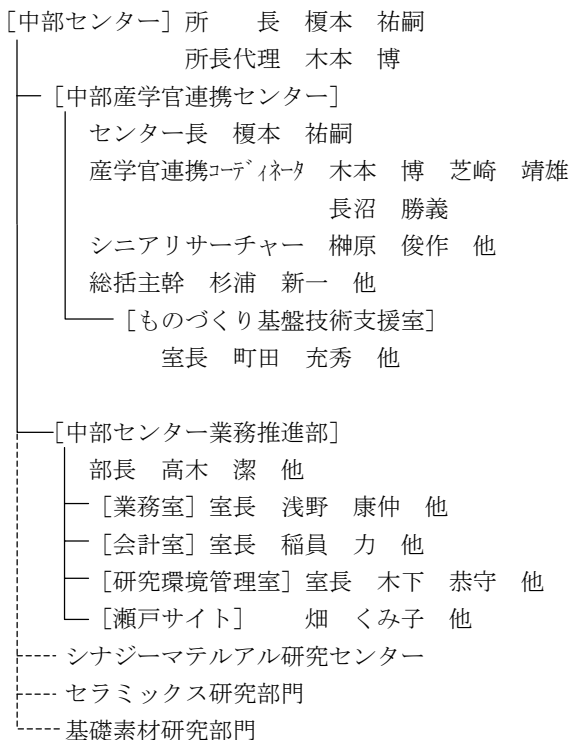 ［中部センター］所　　長　榎本　祐嗣
所長代理　木本　博
［中部産学官連携センター］
センター長　榎本　祐嗣
産学官連携ｺｰﾃﾞｨﾈｰﾀ　木本　博　芝崎　靖雄
長沼　勝義
シニアリサーチャー　榊原　俊作　他
総括主幹　杉浦　新一　他
［ものづくり基盤技術支援室］
室長　町田　充秀　他
［中部センター業務推進部］
部長　高木　潔　他
［業務室］室長　浅野　康仲　他
［会計室］室長　稲員　力　他
［研究環境管理室］室長　木下　恭守　他
［瀬戸サイト］　　畑　くみ子　他
シナジーマテルアル研究センター
セラミックス研究部門
基礎素材研究部門